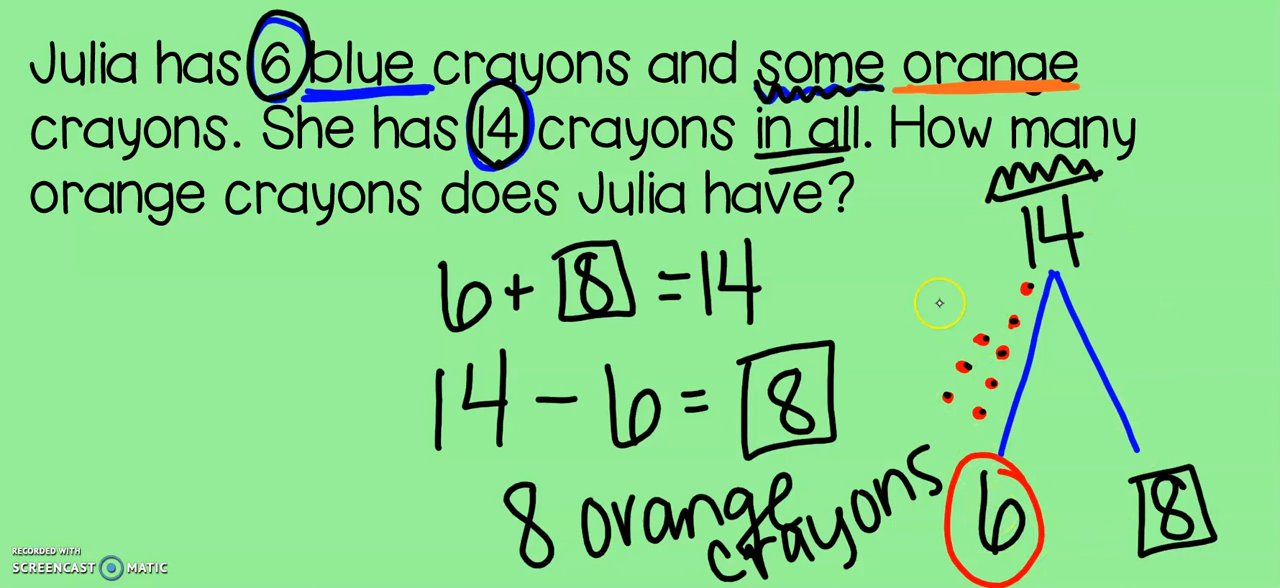 Julia has 6 blue crayons and some orange
crayons. She has 14 crayons in all. How many
orange crayons does Julia have?
14
6 + 8 = 14
14 - 6 = 8
6 8
8 orange
crayons
RECORDED WITH
SCREENCAST MATIC